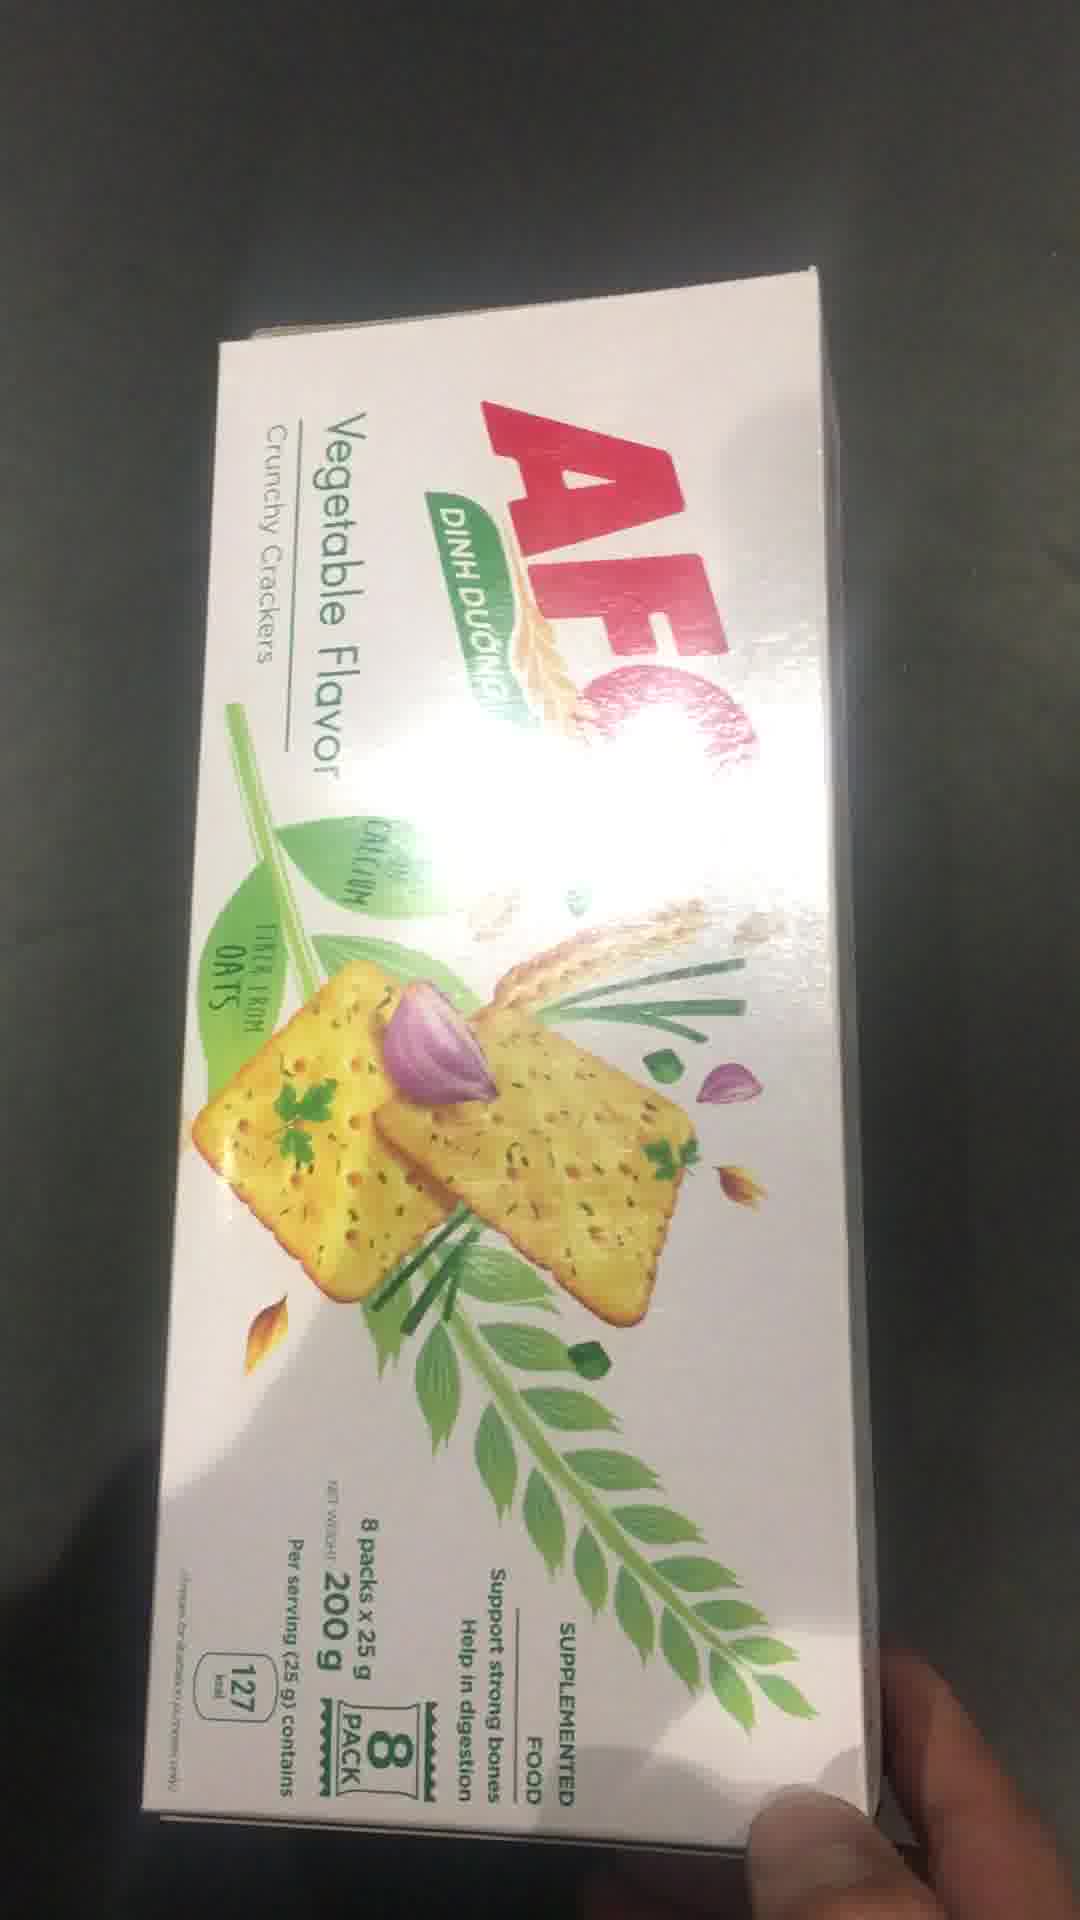 AFC
DINH DƯỠNG
Vegetable Flavor
Crunchy Crackers
CALCIUM
FIBER FROM
OATS
SUPPLEMENTED
FOOD
Support strong bones
Help in digestion
8 packs x 25 g
NET WEIGHT: 200 g
8
PACK
Per serving (25 g) contains
127
kcal